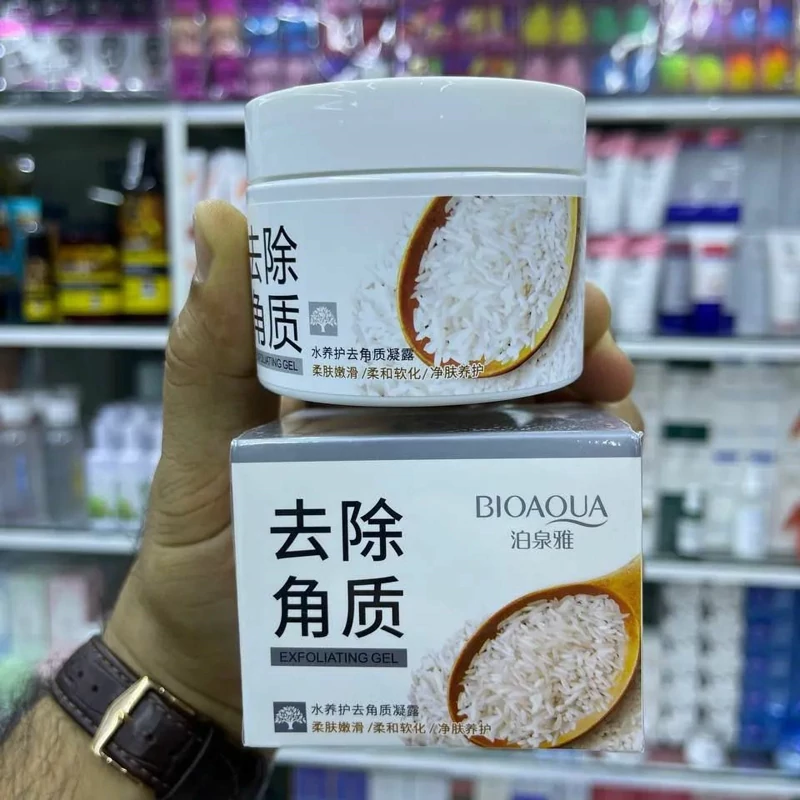 去除
角质
EXFOLIATING GEL
水养护去角质凝露
柔肤嫩滑/柔和软化/净肤养护
BIOAQUA
泊泉雅
去除
角质
EXFOLIATING GEL
水养护去角质凝露
柔肤嫩滑/柔和软化/净肤养护